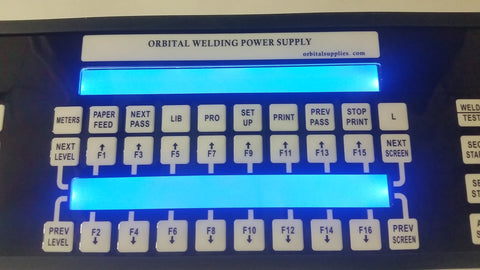 ORBITAL WELDING POWER SUPPLY
orbitalsupplies.com
METERS
PAPER
FEED
NEXT
PASS
LIB
PRO
SET
UP
PRINT
PREV
PASS
STOP
PRINT
L
WELD
TEST
NEXT
LEVEL
↑
F1
↑
F3
↑
F5
↑
F7
↑
F9
↑
F11
↑
F13
↑
F15
NEXT
SCREEN
PREV
LEVEL
F2
↓
F4
↓
F6
↓
F8
↓
F10
↓
F12
↓
F14
↓
F16
↓
PREV
SCREEN